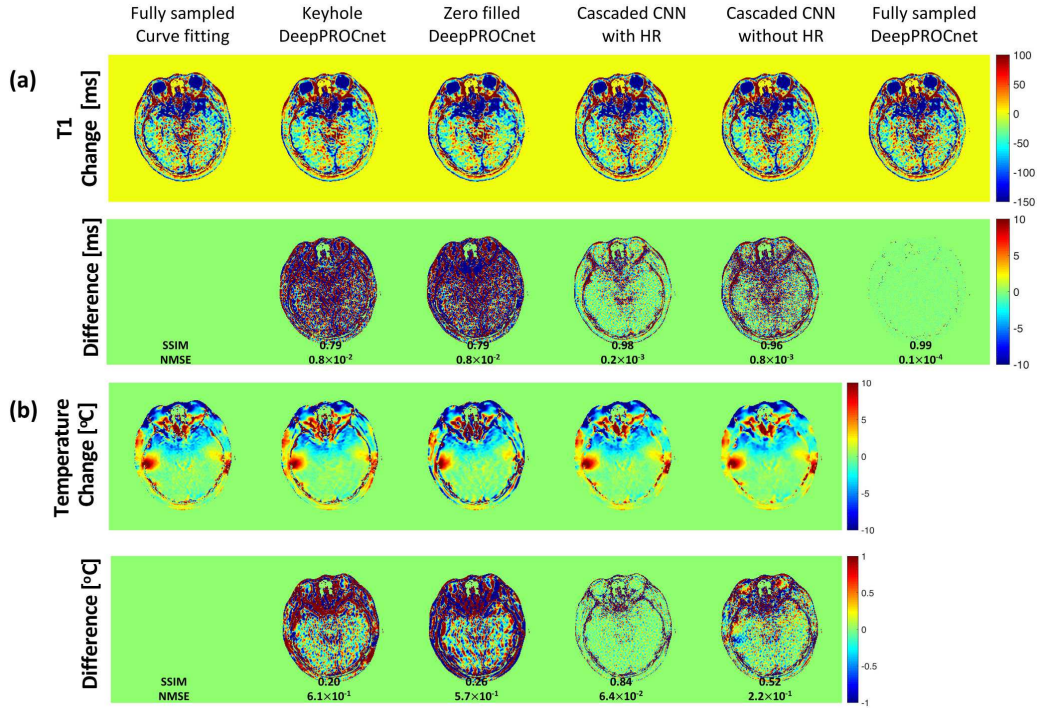 Fully sampled Curve fitting
Keyhole DeepPROCnet
Zero filled DeepPROCnet
Cascaded CNN with HR
Cascaded CNN without HR
Fully sampled DeepPROCnet
(a)
T1 Change [ms]
100
50
0
-50
-100
-150
Difference [ms]
10
5
0
-5
-10
SSIM 0.79 0.79 0.98 0.96 0.99
NMSE 0.8×10⁻² 0.8×10⁻² 0.2×10⁻³ 0.8×10⁻³ 0.1×10⁻⁴
(b)
Temperature Change [ºC]
10
5
0
-5
-10
Difference [ºC]
1
0.5
0
-0.5
-1
SSIM 0.20 0.26 0.84 0.52
NMSE 6.1×10⁻¹ 5.7×10⁻¹ 6.4×10⁻² 2.2×10⁻¹